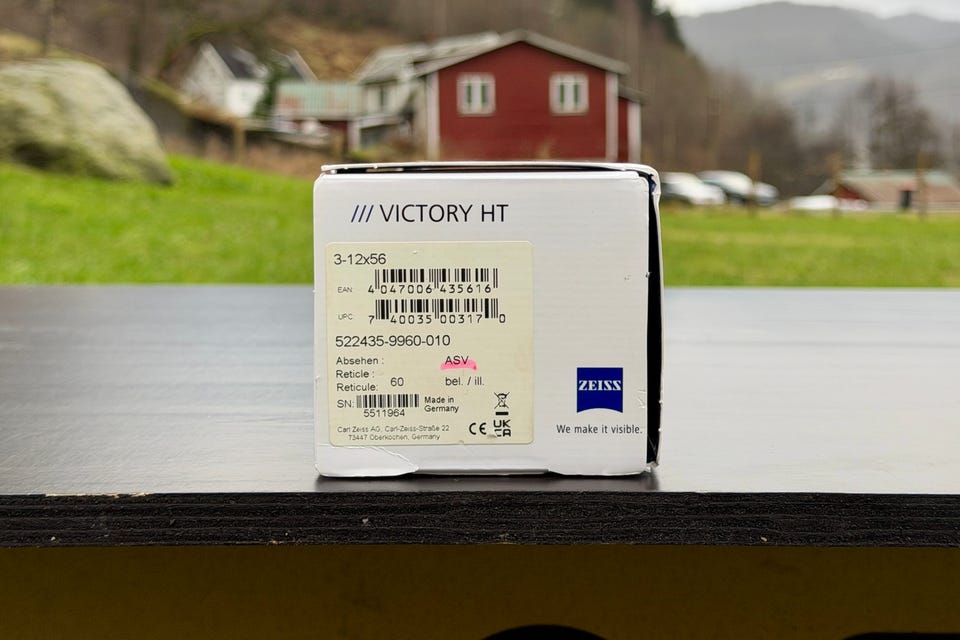 /// VICTORY HT
3-12x56
EAN: 4 047006 435616
UPC: 7 40035 00317 0
522435-9960-010
Absehen : ASV
Reticle :
Reticule: 60 bel. / ill.
SN: 5511964
Made in
Germany
Carl Zeiss AG, Carl-Zeiss-Straße 22
73447 Oberkochen, Germany
CE UK
CA
ZEISS
We make it visible.